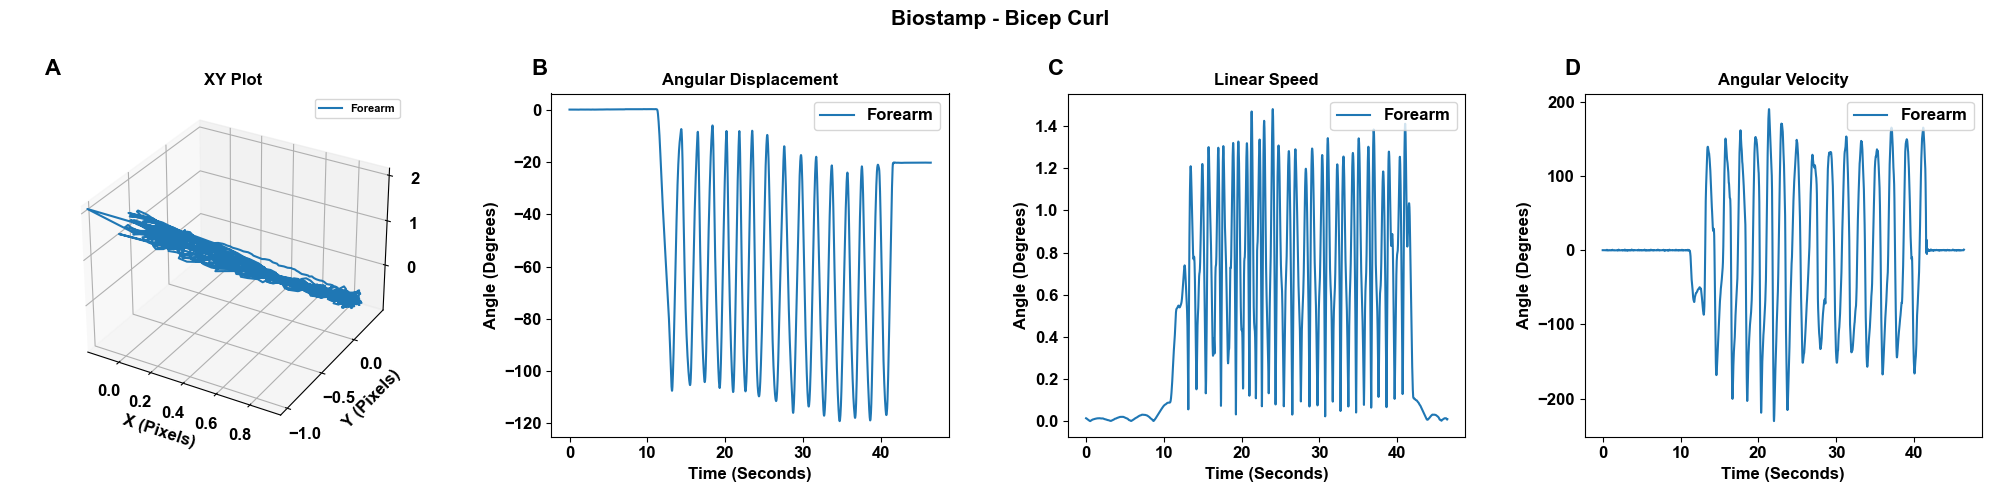 Biostamp - Bicep Curl
A
XY Plot
Forearm
2
1
0
0.0
0.2
0.4
0.6
0.8
X (Pixels)
0.0
−0.5
−1.0
Y (Pixels)
B
Angular Displacement
Forearm
0
−20
−40
−60
−80
−100
−120
Angle (Degrees)
0 10 20 30 40
Time (Seconds)
C
Linear Speed
Forearm
1.4
1.2
1.0
0.8
0.6
0.4
0.2
0.0
Angle (Degrees)
0 10 20 30 40
Time (Seconds)
D
Angular Velocity
Forearm
200
100
0
−100
−200
Angle (Degrees)
0 10 20 30 40
Time (Seconds)